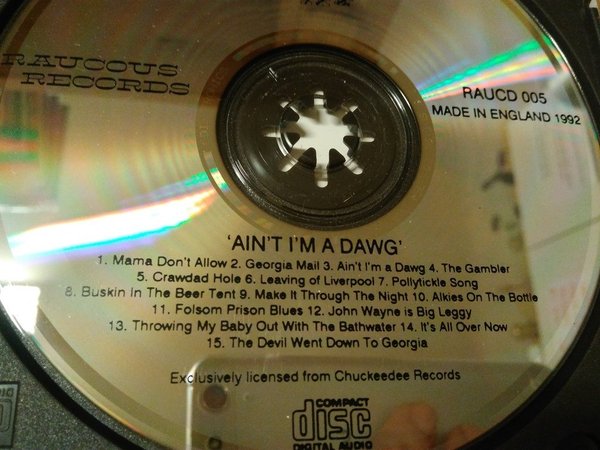 RAUCOUS
RECORDS
RAUCD 005
MADE IN ENGLAND 1992
'AIN'T I'M A DAWG'
1. Mama Don't Allow 2. Georgia Mail 3. Ain't I'm a Dawg 4. The Gambler
5. Crawdad Hole 6. Leaving of Liverpool 7. Pollytickle Song
8. Buskin In The Beer Tent 9. Make It Through The Night 10. Alkies On The Bottle
11. Folsom Prison Blues 12. John Wayne is Big Leggy
13. Throwing My Baby Out With The Bathwater 14. It's All Over Now
15. The Devil Went Down To Georgia
Exclusively licensed from Chuckeedee Records
COMPACT
disc
DIGITAL AUDIO